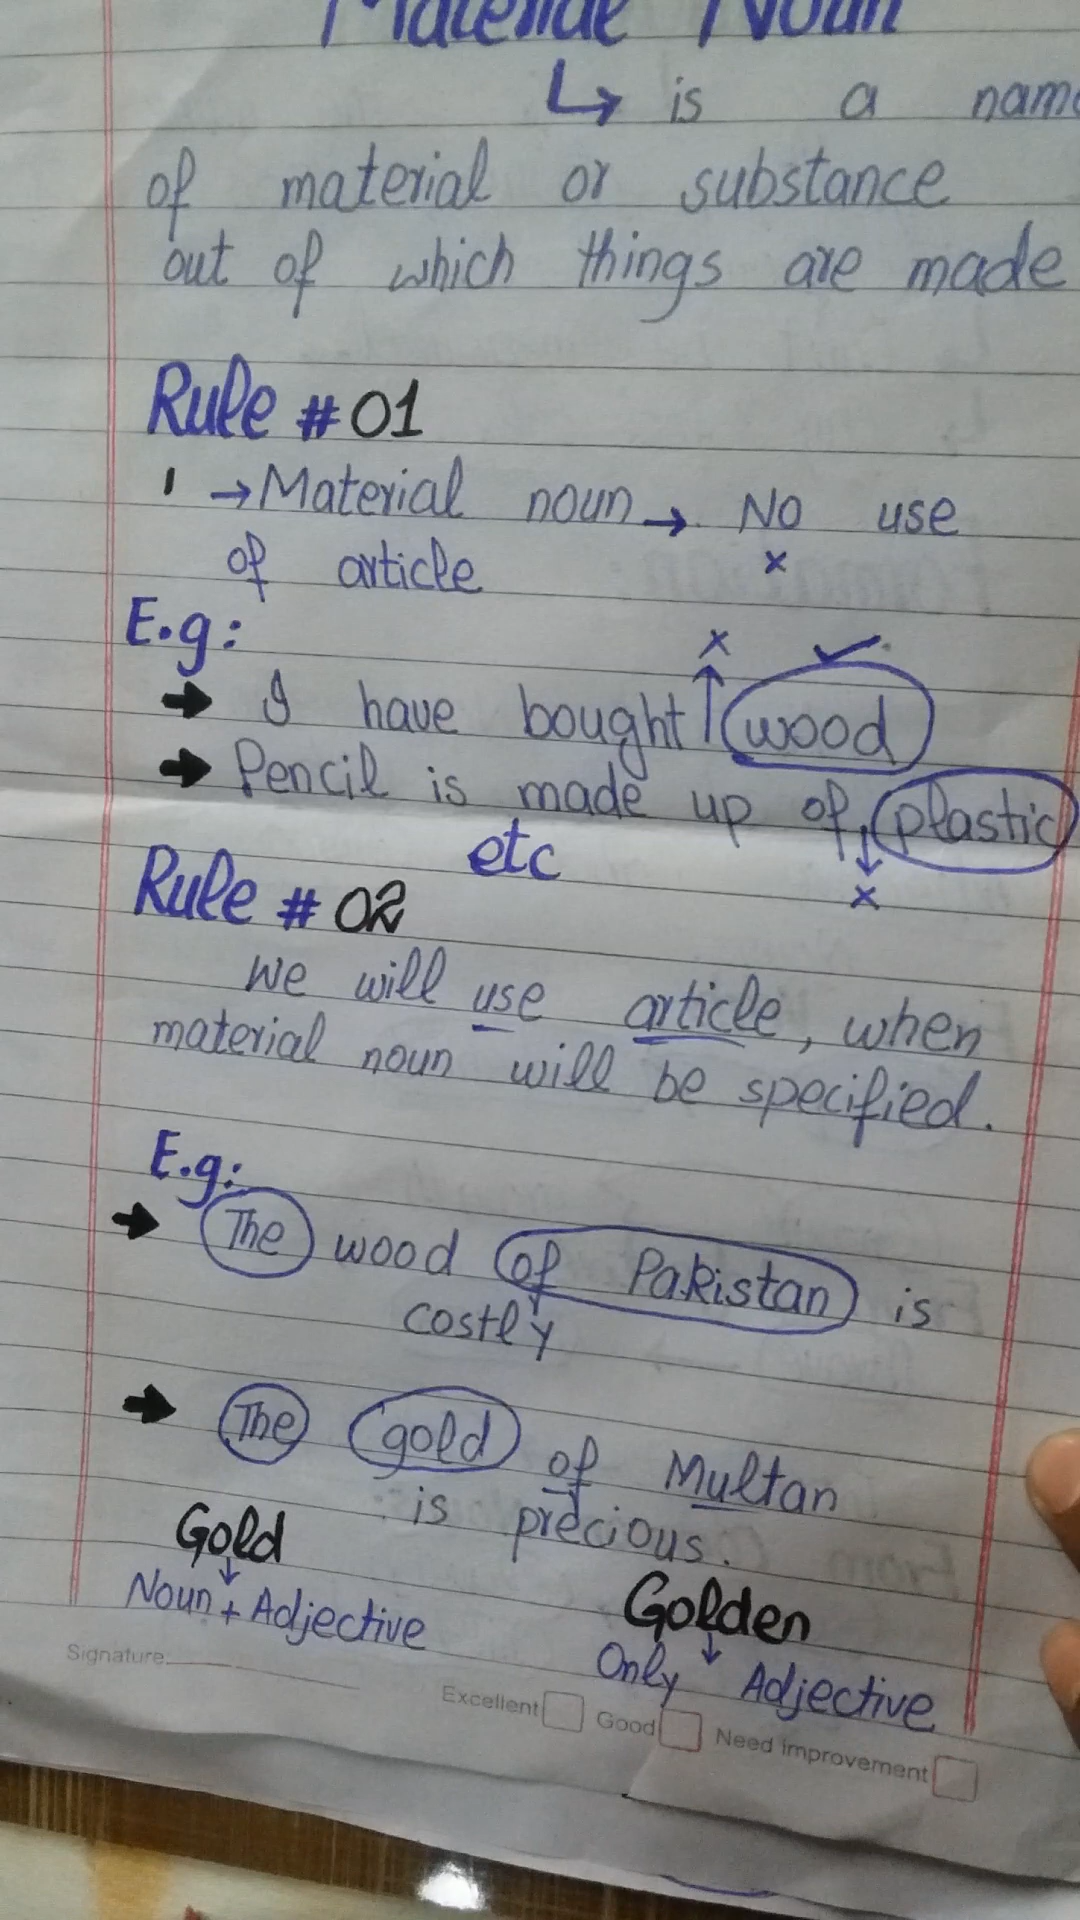 Material Noun
↳ is a name
of material or substance
out of which things are made
Rule # 01
1 → Material noun → No use
×
of article
E.g:
× ✓
➔ I have bought ↑ wood
➔ Pencil is made up of plastic
↓
×
etc
Rule # 02
We will use article, when
material noun will be specified.
E.g:
➔ The wood of Pakistan is
costly
➔ The gold of Multan
is precious.
Gold
↓
Noun + Adjective
Golden
↓
Only Adjective
Signature:
Excellent Good Need Improvement